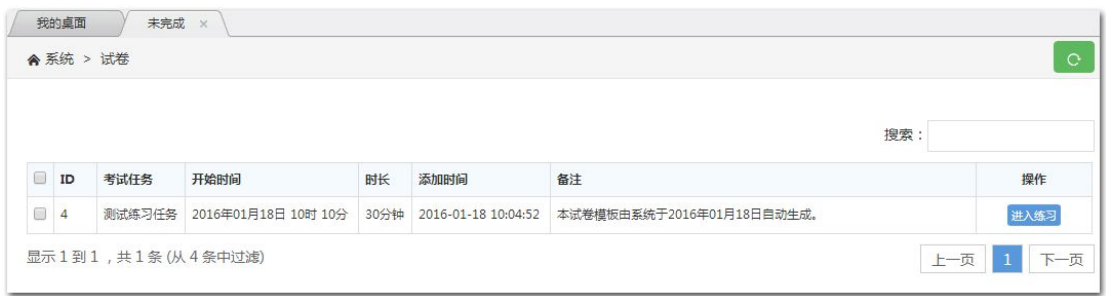 我的桌面 未完成 ×
系统 > 试卷
搜索：
ID 考试任务 开始时间 时长 添加时间 备注 操作
4 测试练习任务 2016年01月18日 10时 10分 30分钟 2016-01-18 10:04:52 本试卷模板由系统于2016年01月18日自动生成。 进入练习
显示 1 到 1 ，共 1 条 (从 4 条中过滤) 上一页 1 下一页